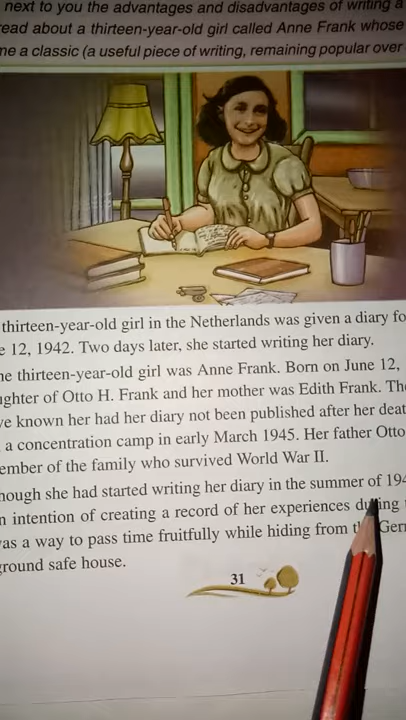 next to you the advantages and disadvantages of writing a
read about a thirteen-year-old girl called Anne Frank whose
me a classic (a useful piece of writing, remaining popular over
thirteen-year-old girl in the Netherlands was given a diary fo
e 12, 1942. Two days later, she started writing her diary.
he thirteen-year-old girl was Anne Frank. Born on June 12,
ughter of Otto H. Frank and her mother was Edith Frank. Th
ve known her had her diary not been published after her deat
a concentration camp in early March 1945. Her father Otto
ember of the family who survived World War II.
hough she had started writing her diary in the summer of 194
n intention of creating a record of her experiences during
as a way to pass time fruitfully while hiding from Ger
ground safe house.
31